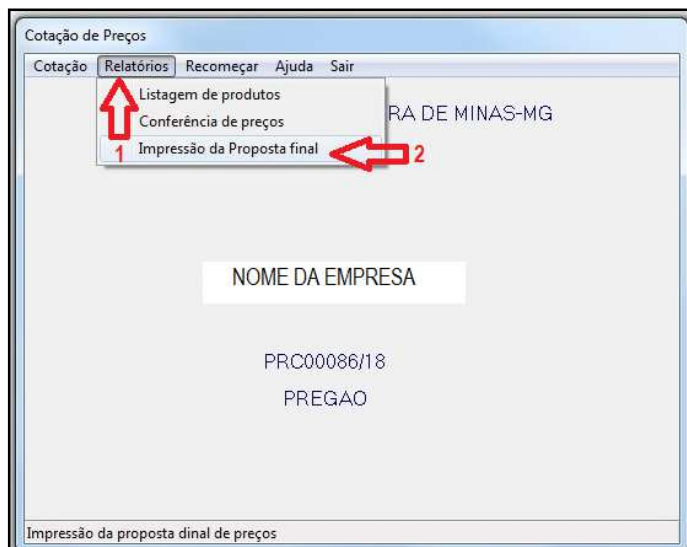 Cotação de Preços
Cotação Relatórios Recomeçar Ajuda Sair
Listagem de produtos
RA DE MINAS-MG
Conferência de preços
1 Impressão da Proposta final 2
NOME DA EMPRESA
PRC00086/18
PREGAO
Impressão da proposta dinal de preços